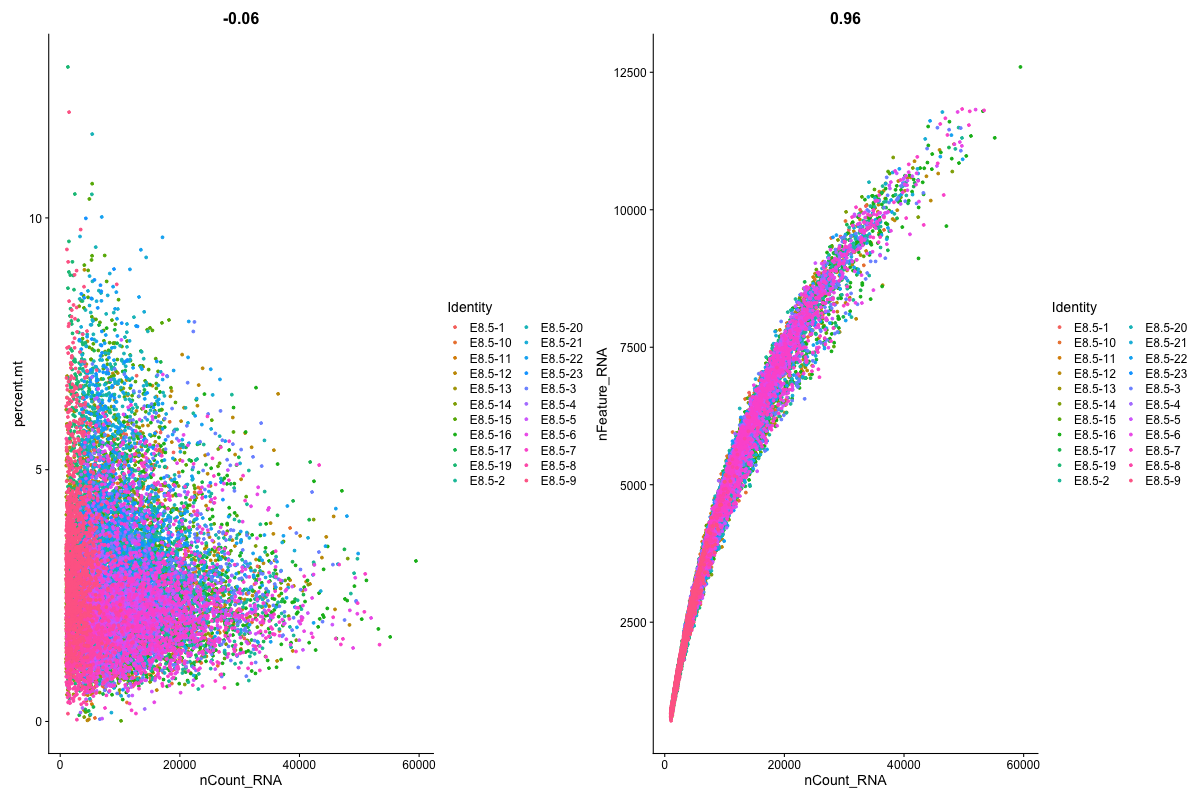 -0.06
percent.mt
10
5
0
0
20000
40000
60000
nCount_RNA
Identity
E8.5-1
E8.5-10
E8.5-11
E8.5-12
E8.5-13
E8.5-14
E8.5-15
E8.5-16
E8.5-17
E8.5-19
E8.5-2
E8.5-20
E8.5-21
E8.5-22
E8.5-23
E8.5-3
E8.5-4
E8.5-5
E8.5-6
E8.5-7
E8.5-8
E8.5-9
0.96
nFeature_RNA
12500
10000
7500
5000
2500
0
20000
40000
60000
nCount_RNA
Identity
E8.5-1
E8.5-10
E8.5-11
E8.5-12
E8.5-13
E8.5-14
E8.5-15
E8.5-16
E8.5-17
E8.5-19
E8.5-2
E8.5-20
E8.5-21
E8.5-22
E8.5-23
E8.5-3
E8.5-4
E8.5-5
E8.5-6
E8.5-7
E8.5-8
E8.5-9